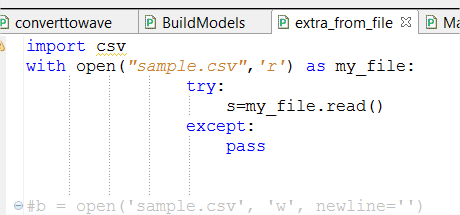 converttowave BuildModels extra_from_file Ma
import csv
with open("sample.csv",'r') as my_file:
try:
s=my_file.read()
except:
pass
#b = open('sample.csv', 'w', newline='')